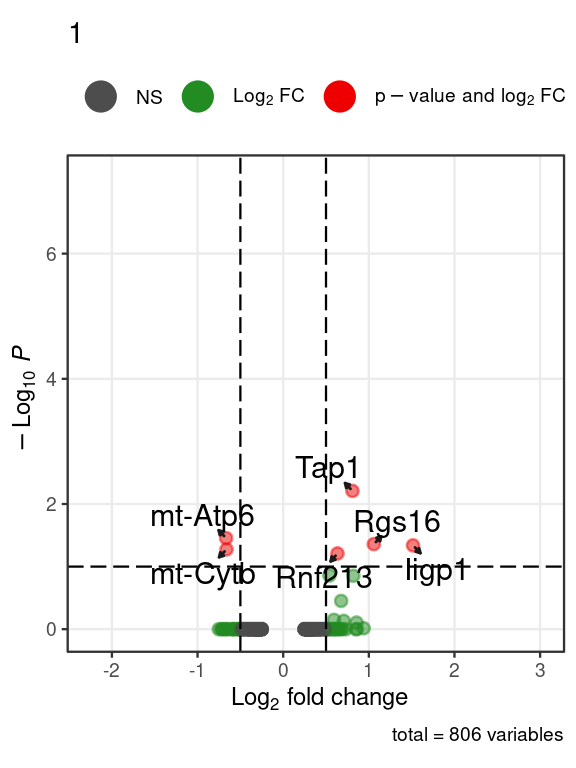 1
NS Log₂ FC p − value and log₂ FC
− Log₁₀ P
6
4
2
0
Tap1
mt-Atp6
Rgs16
mt-Cytb
Rnf213
Iigp1
-2 -1 0 1 2 3
Log₂ fold change
total = 806 variables